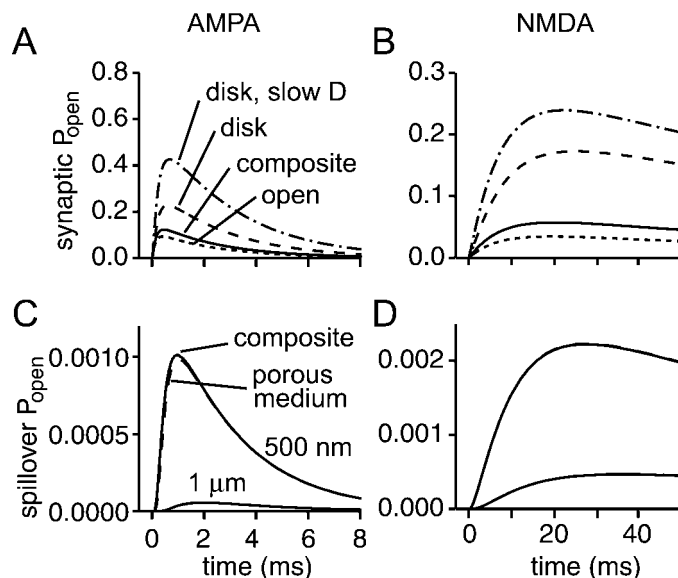 AMPA
NMDA
A
B
synaptic Popen
0.8
0.6
0.4
0.2
0.0
disk, slow D
disk
composite
open
0.3
0.2
0.1
0.0
C
D
spillover Popen
0.0010
0.0005
0.0000
composite
porous
medium
500 nm
1 µm
0 2 4 6 8
time (ms)
0.002
0.001
0.000
0 20 40
time (ms)